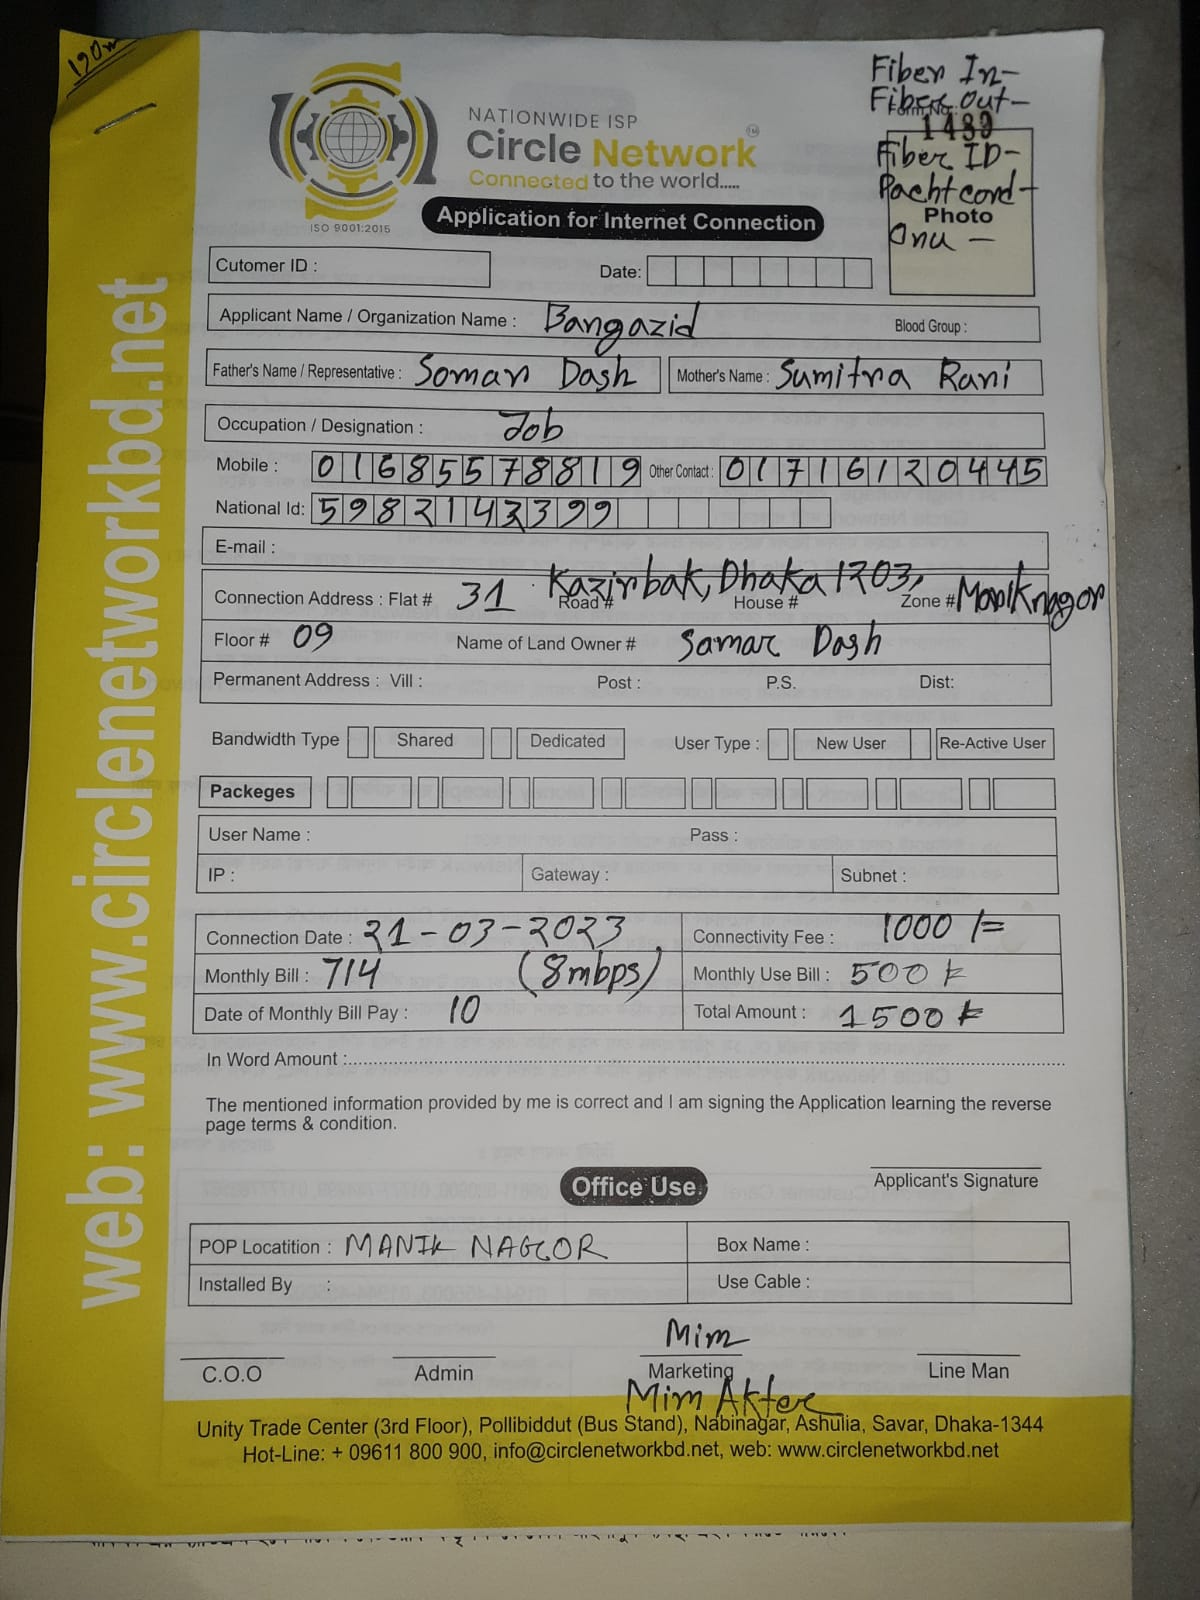 190m
Fiber In-
Fiber Out-
Form No.:
1489
Fiber ID-
Pachtcord-
Photo
Onu -
NATIONWIDE ISP
Circle Network TM
Connected to the world.....
ISO 9001:2015
Application for Internet Connection
web: www.circlenetworkbd.net
Cutomer ID :
Date:
Applicant Name / Organization Name : Bangazid Blood Group :
Father's Name / Representative : Soman Dash Mother's Name : Sumitna Rani
Occupation / Designation : Job
Mobile : 01685578819 Other Contact : 01716120445
National Id: 5982143399
E-mail :
Connection Address : Flat # 31 Road # Kazirbak, Dhaka 1203, House # Zone # Maniknagor
Floor # 09 Name of Land Owner # Samar Dash
Permanent Address : Vill : Post : P.S. Dist:
Bandwidth Type Shared Dedicated User Type : New User Re-Active User
Packeges
User Name : Pass :
IP : Gateway : Subnet :
Connection Date : 21-03-2023 Connectivity Fee : 1000/=
Monthly Bill : 714 (8mbps) Monthly Use Bill : 500 ৳
Date of Monthly Bill Pay : 10 Total Amount : 1500 ৳
In Word Amount :
The mentioned information provided by me is correct and I am signing the Application learning the reverse
page terms & condition.
Office Use
Applicant's Signature
POP Locatition : MANIK NAGOR Box Name :
Installed By : Use Cable :
Mim
C.O.O Admin Marketing Line Man
Mim Akter
Unity Trade Center (3rd Floor), Pollibiddut (Bus Stand), Nabinagar, Ashulia, Savar, Dhaka-1344
Hot-Line: + 09611 800 900, info@circlenetworkbd.net, web: www.circlenetworkbd.net